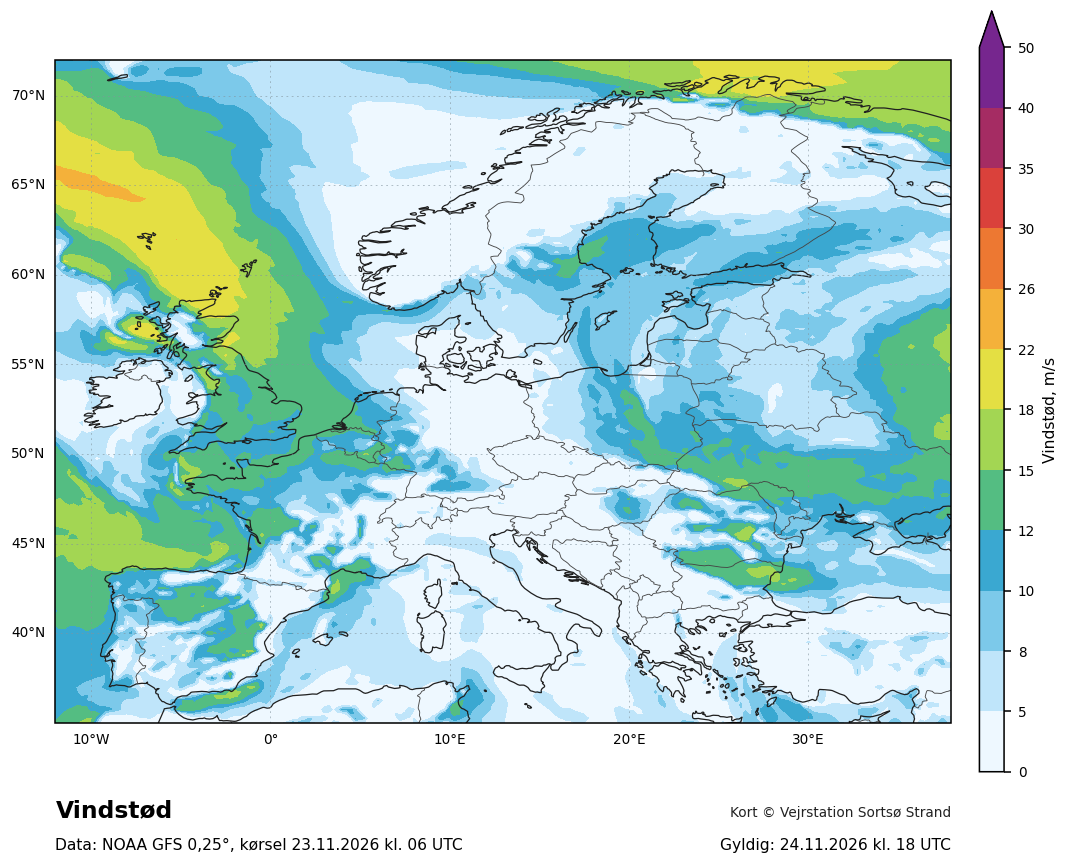 50
40
35
30
26
22
18
15
12
10
8
5
0
Vindstød, m/s
70°N
65°N
60°N
55°N
50°N
45°N
40°N
10°W
0°
10°E
20°E
30°E
Vindstød
Kort © Vejrstation Sortsø Strand
Data: NOAA GFS 0,25°, kørsel 23.11.2026 kl. 06 UTC
Gyldig: 24.11.2026 kl. 18 UTC